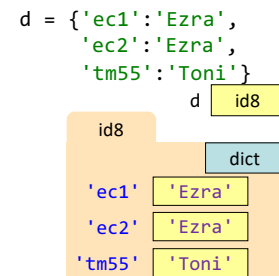 d = {'ec1':'Ezra',
'ec2':'Ezra',
'tm55':'Toni'}
d id8
id8
dict
'ec1' 'Ezra'
'ec2' 'Ezra'
'tm55' 'Toni'